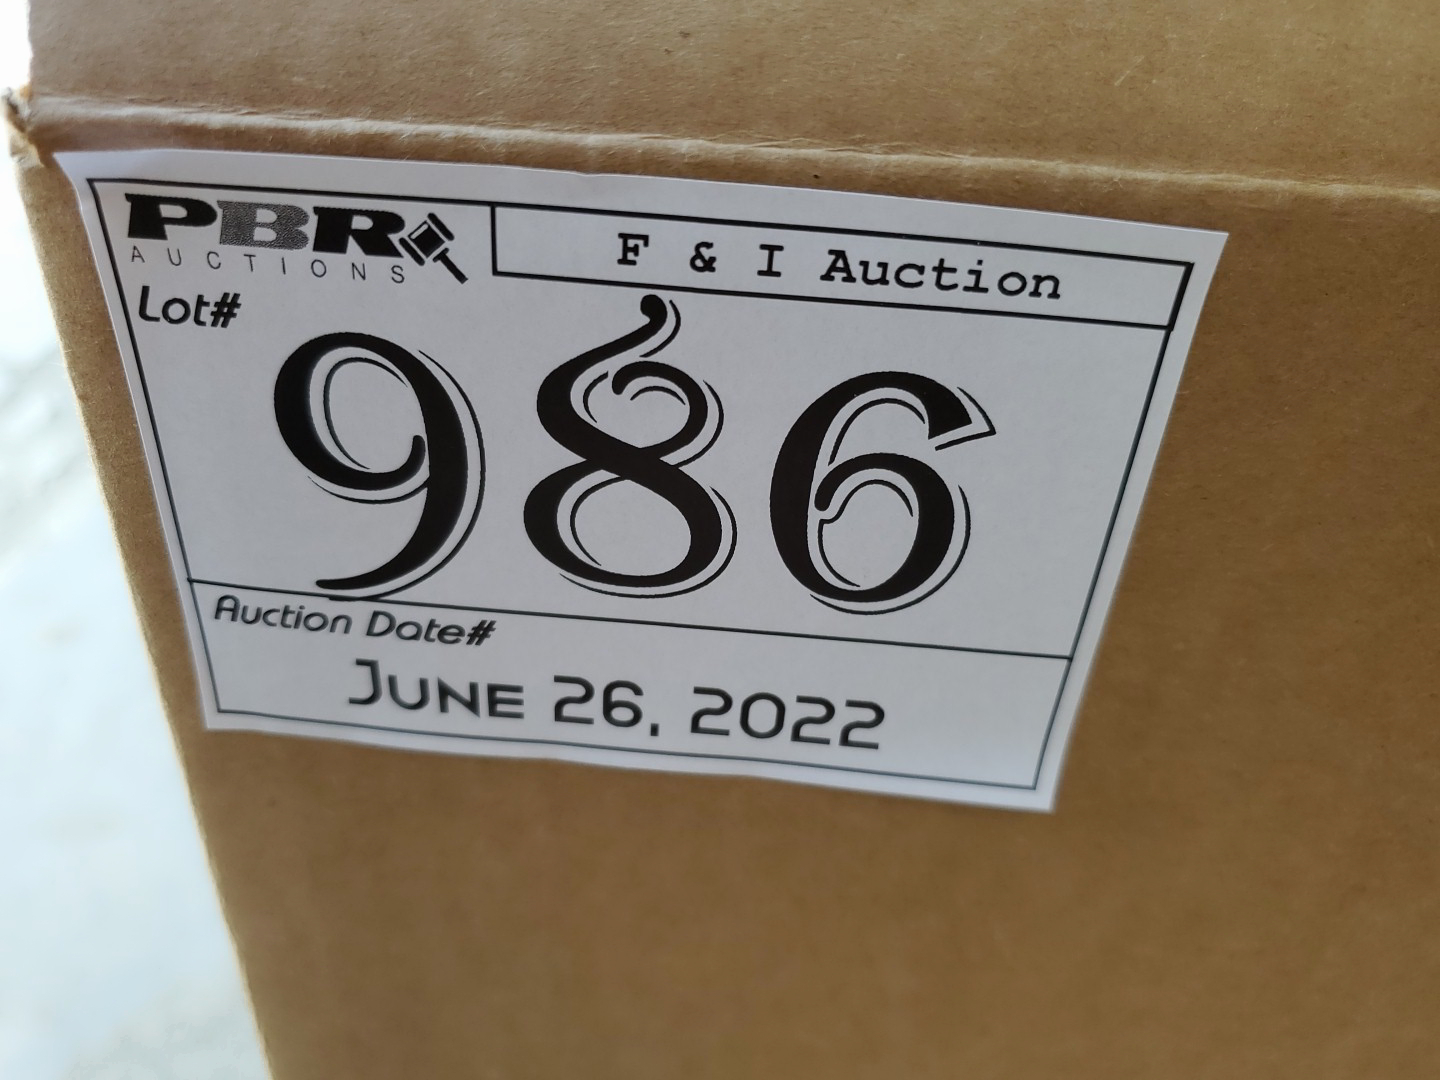 PBR
AUCTIONS
F & I Auction
Lot#
986
Auction Date#
June 26, 2022